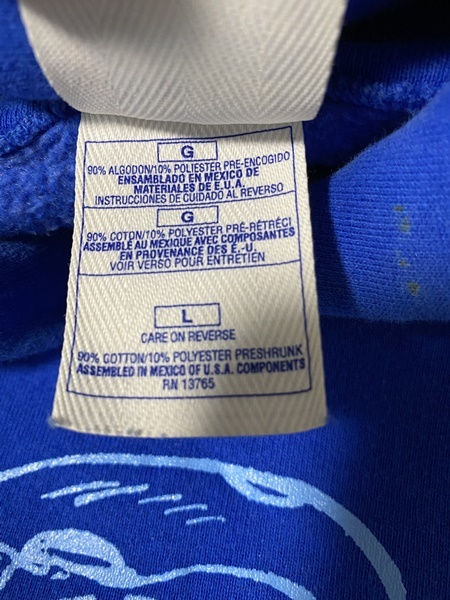 G
90% ALGODON/10% POLIESTER PRE-ENCOGIDO
ENSAMBLADO EN MEXICO DE
MATERIALES DE E.U.A.
INSTRUCCIONES DE CUIDADO AL REVERSO
G
90% COTON/10% POLYESTER PRÉ-RÉTRÉCI
ASSEMBLÉ AU MEXIQUE AVEC COMPOSANTES
EN PROVENANCE DES É.-U.
VOIR VERSO POUR ENTRETIEN
L
CARE ON REVERSE
90% COTTON/10% POLYESTER PRESHRUNK
ASSEMBLED IN MEXICO OF U.S.A. COMPONENTS
RN 13765